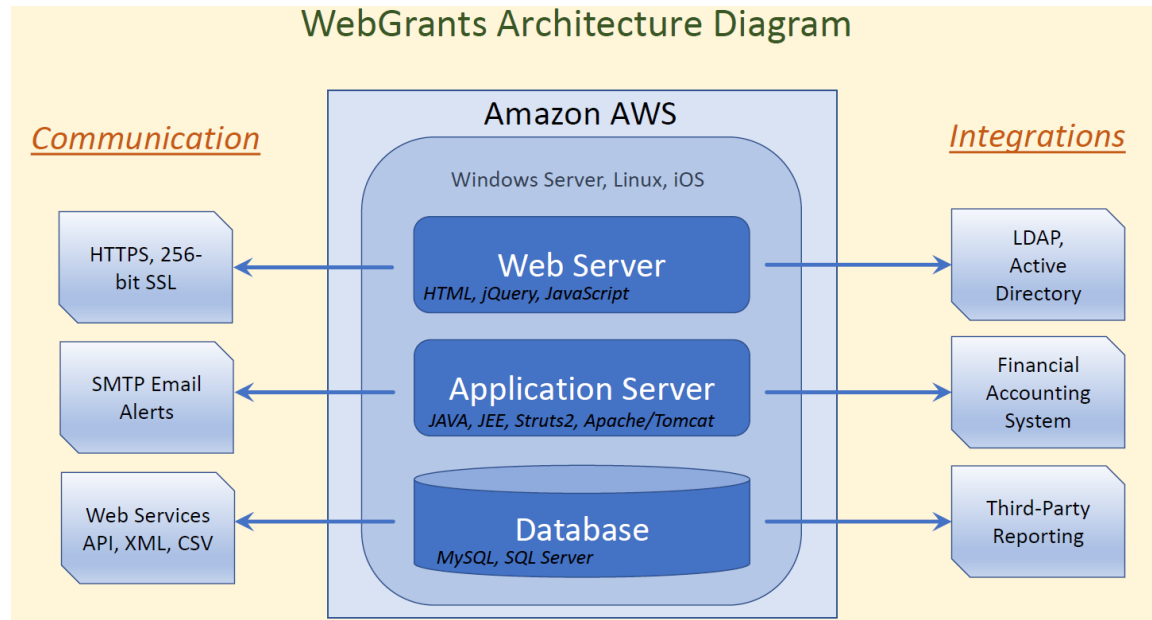 WebGrants Architecture Diagram
Communication
HTTPS, 256-
bit SSL
SMTP Email
Alerts
Web Services
API, XML, CSV
Amazon AWS
Windows Server, Linux, iOS
Web Server
HTML, jQuery, JavaScript
Application Server
JAVA, JEE, Struts2, Apache/Tomcat
Database
MySQL, SQL Server
Integrations
LDAP,
Active
Directory
Financial
Accounting
System
Third-Party
Reporting